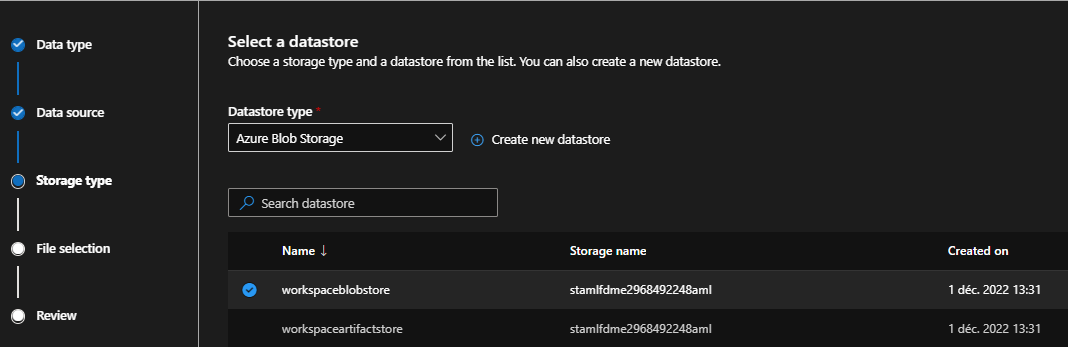 Data type
Data source
Storage type
File selection
Review
Select a datastore
Choose a storage type and a datastore from the list. You can also create a new datastore.
Datastore type *
Azure Blob Storage
Create new datastore
Search datastore
Name ↓ Storage name Created on
workspaceblobstore stamlfdme2968492248aml 1 déc. 2022 13:31
workspaceartifactstore stamlfdme2968492248aml 1 déc. 2022 13:31